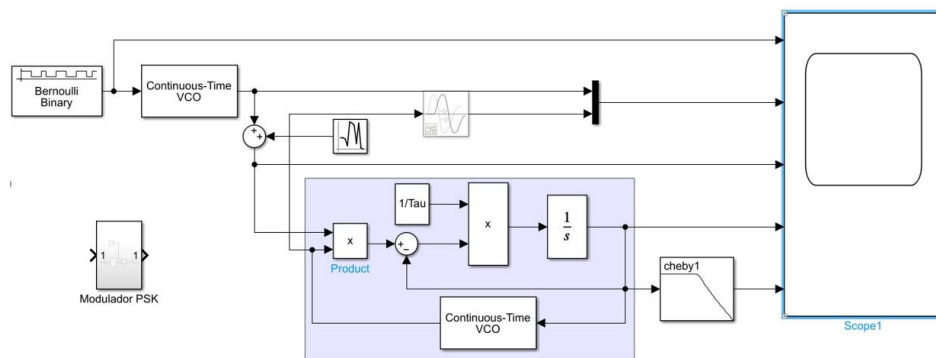 Bernoulli
Binary
Continuous-Time
VCO
+
+
1/Tau
x
Product
+
−
x
1
s
cheby1
1
1
Modulador PSK
Continuous-Time
VCO
Scope1